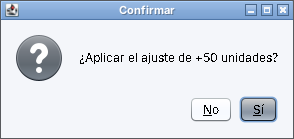 Confirmar
¿Aplicar el ajuste de +50 unidades?
No
Sí